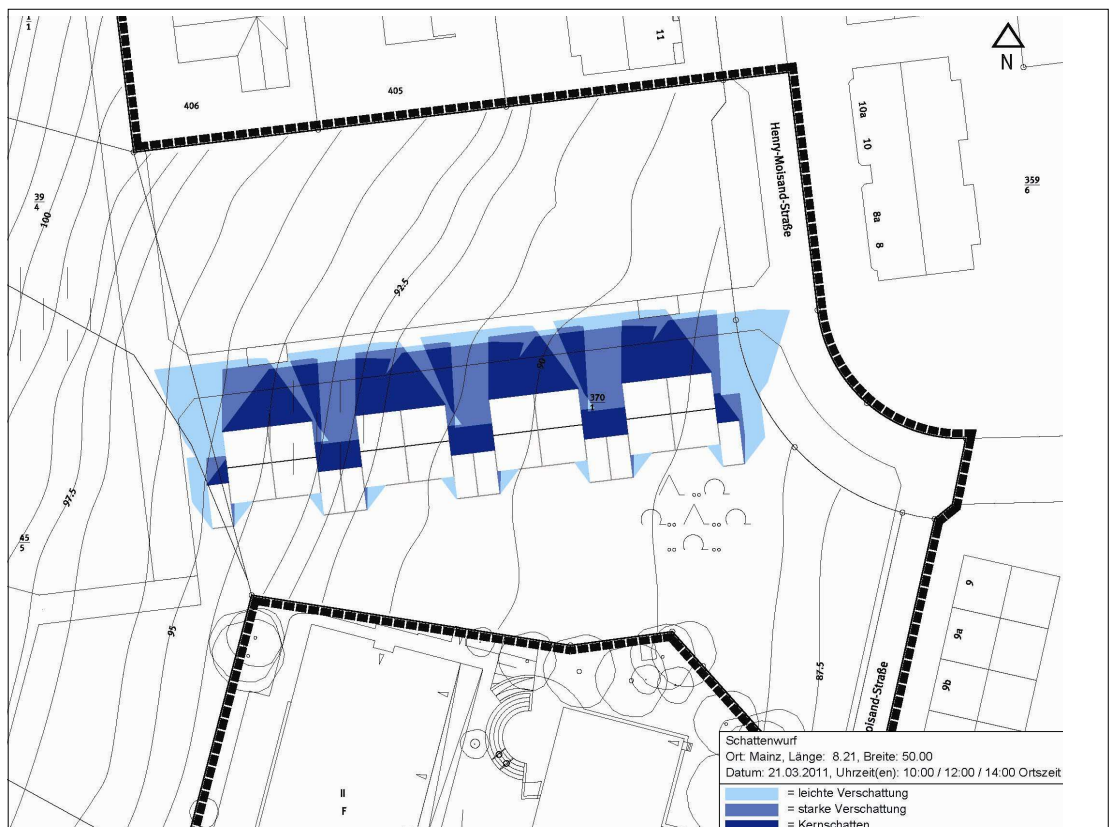 1
1
11
N
406
405
Henry-Moisand-Straße
10a
10
8a
8
359
6
39
4
100
92.5
90
370
1
97.5
45
5
95
9
9a
9b
87.5
oisand-Straße
II
F
Schattenwurf
Ort: Mainz, Länge: 8.21, Breite: 50.00
Datum: 21.03.2011, Uhrzeit(en): 10:00 / 12:00 / 14:00 Ortszeit
= leichte Verschattung
= starke Verschattung
= Kernschatten